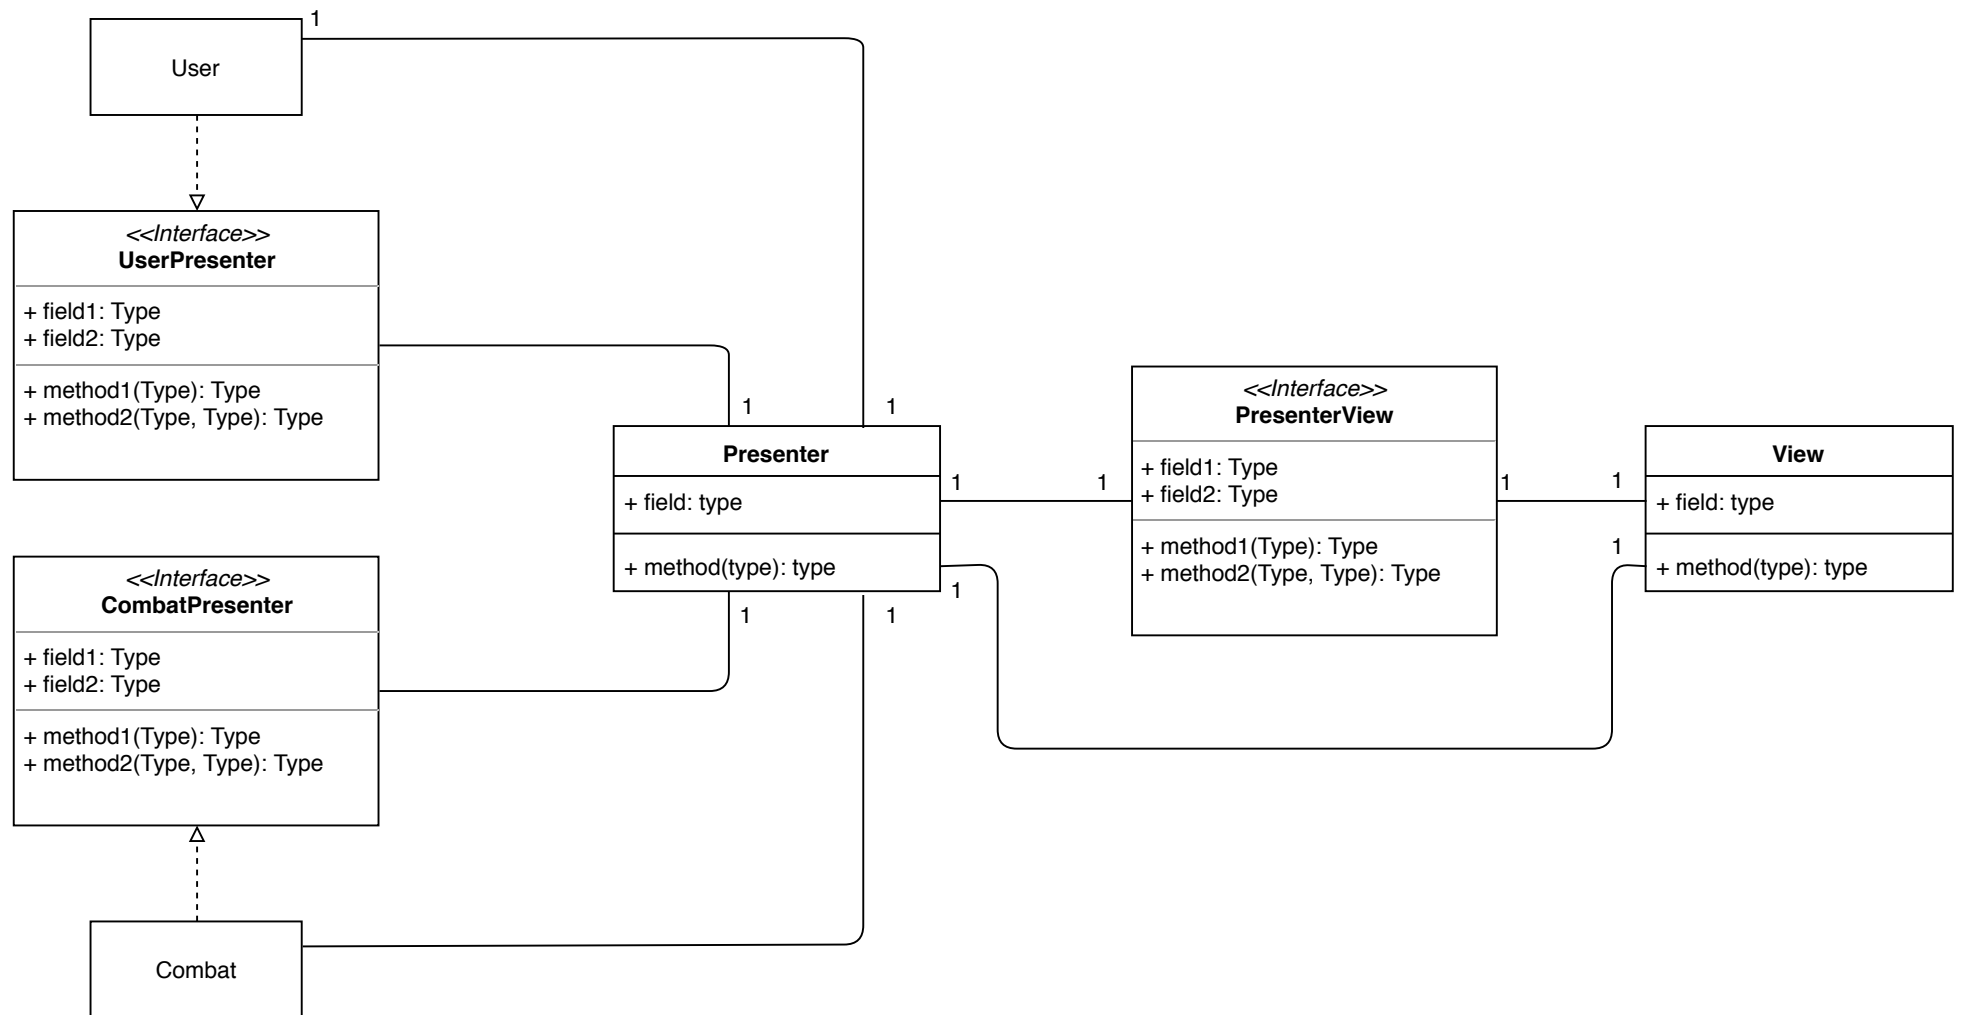 1
User
<<Interface>>
UserPresenter
+ field1: Type
+ field2: Type
+ method1(Type): Type
+ method2(Type, Type): Type
1
1
<<Interface>>
PresenterView
+ field1: Type
+ field2: Type
+ method1(Type): Type
+ method2(Type, Type): Type
Presenter
+ field: type
+ method(type): type
1
1
1
1
View
+ field: type
+ method(type): type
1
1
1
1
<<Interface>>
CombatPresenter
+ field1: Type
+ field2: Type
+ method1(Type): Type
+ method2(Type, Type): Type
Combat